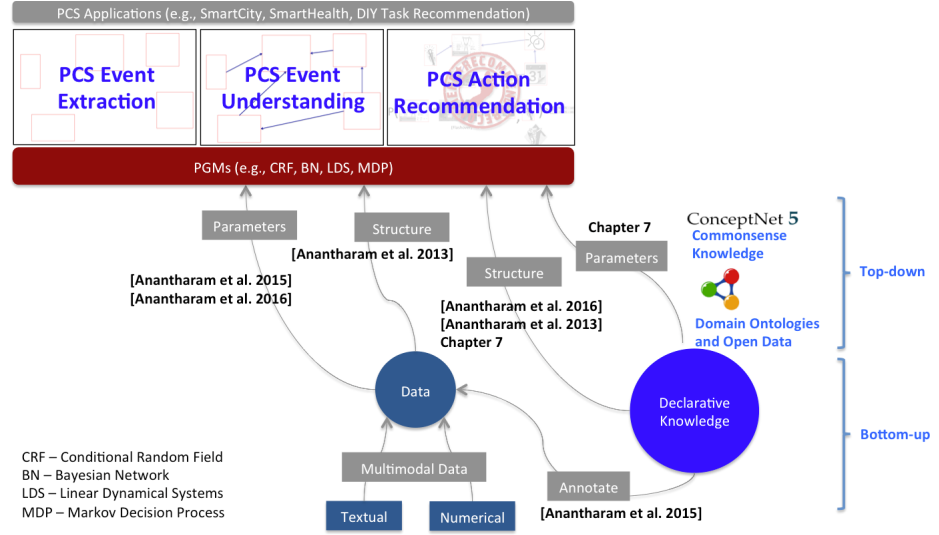 PCS Applications (e.g., SmartCity, SmartHealth, DIY Task Recommendation)
PCS Event
Extraction
PCS Event
Understanding
PCS Action
Recommendation
PGMs (e.g., CRF, BN, LDS, MDP)
Parameters
[Anantharam et al. 2015]
[Anantharam et al. 2016]
Structure
[Anantharam et al. 2013]
Structure
[Anantharam et al. 2016]
[Anantharam et al. 2013]
Chapter 7
Chapter 7
Parameters
ConceptNet 5
Commonsense
Knowledge
Domain Ontologies
and Open Data
Top-down
Data
Declarative
Knowledge
Bottom-up
Multimodal Data
Textual
Numerical
Annotate
[Anantharam et al. 2015]
CRF – Conditional Random Field
BN – Bayesian Network
LDS – Linear Dynamical Systems
MDP – Markov Decision Process